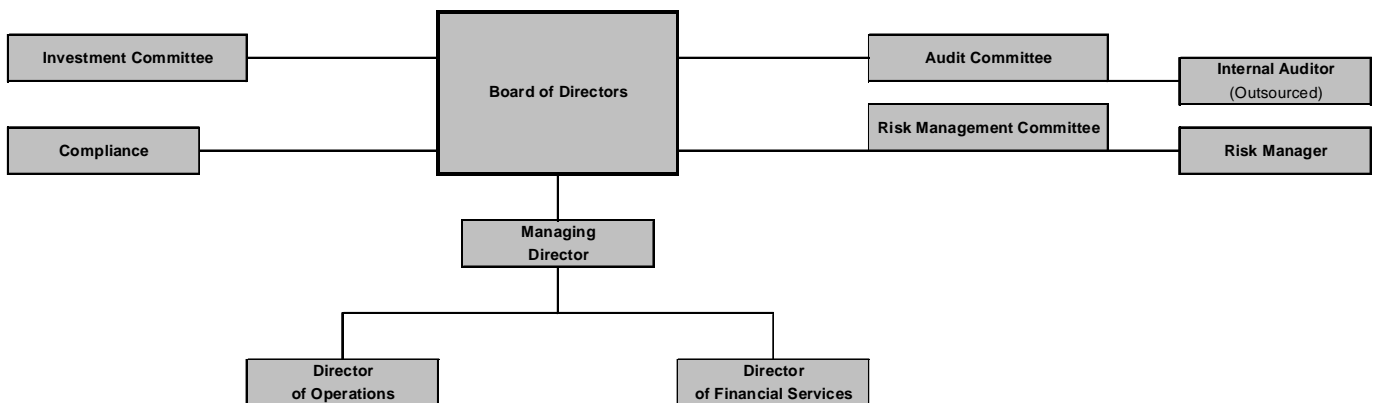 Investment Committee
Board of Directors
Audit Committee
Internal Auditor
(Outsourced)
Compliance
Risk Management Committee
Risk Manager
Managing
Director
Director
of Operations
Director
of Financial Services